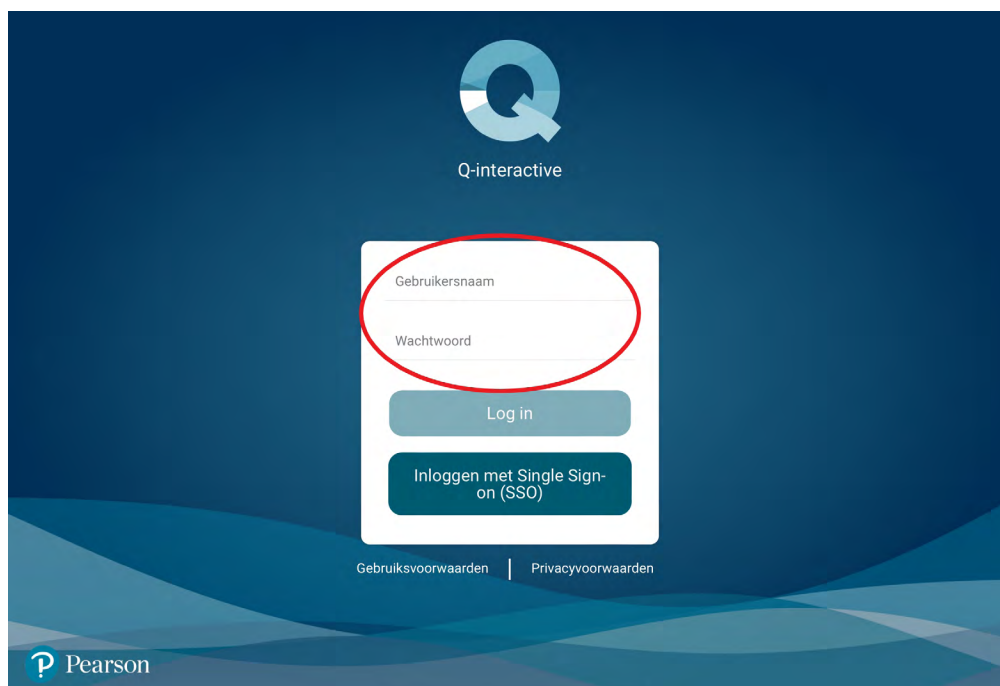 Q-interactive
Gebruikersnaam
Wachtwoord
Log in
Inloggen met Single Sign-
on (SSO)
Gebruiksvoorwaarden | Privacyvoorwaarden
Pearson